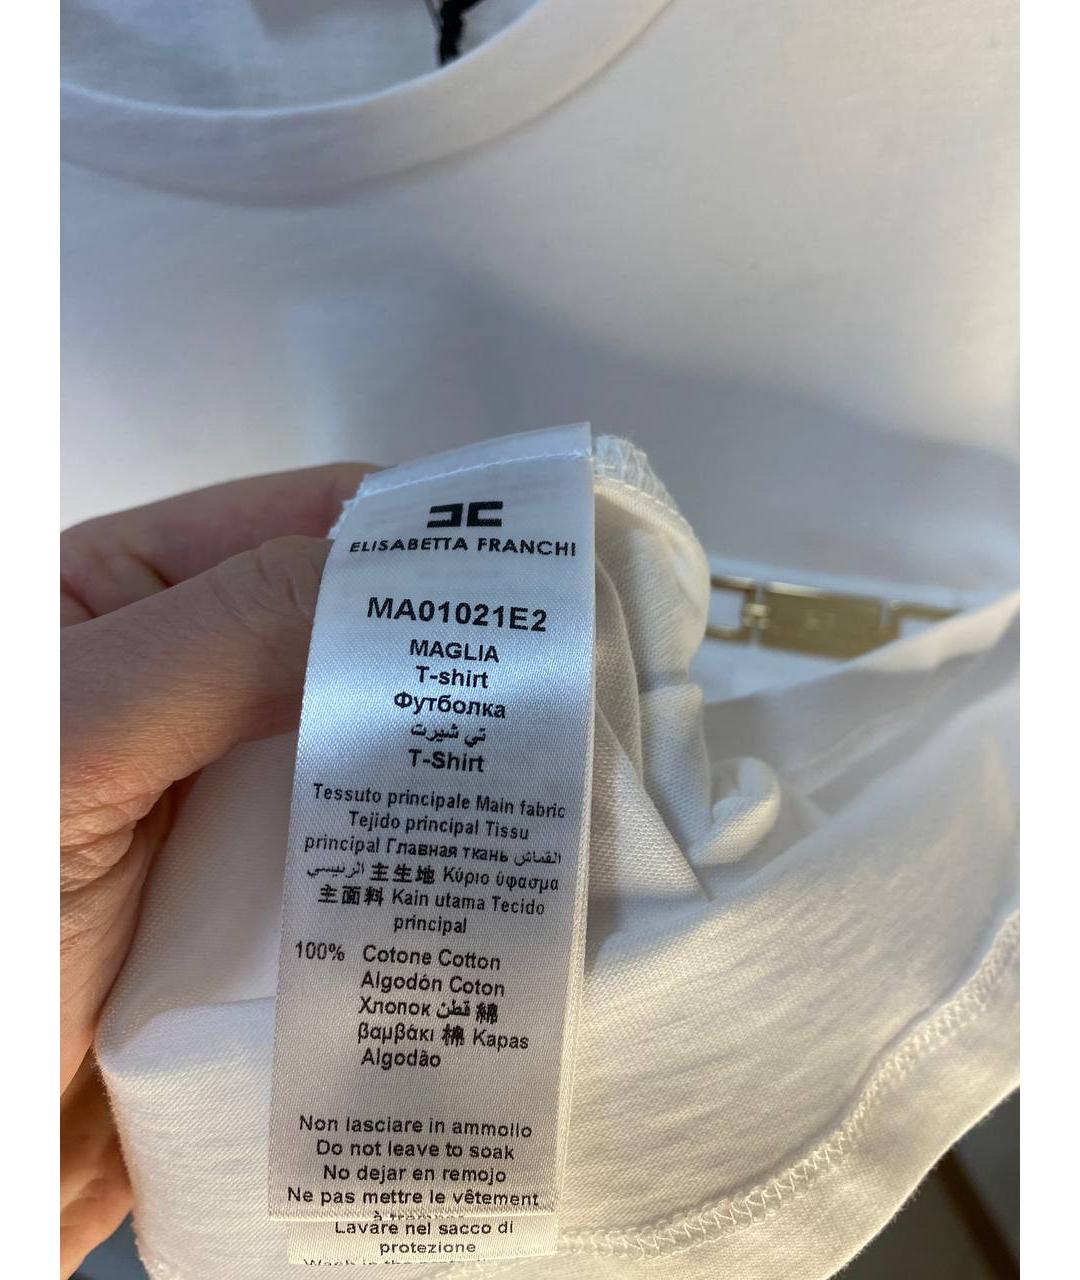 ELISABETTA FRANCHI
MA01021E2
MAGLIA
T-shirt
Футболка
تي شيرت
T-Shirt
Tessuto principale Main fabric
Tejido principal Tissu
principal Главная ткань القماش
الرئيسي 主生地 Κύριο ύφασμα
主面料 Kain utama Tecido
principal
100% Cotone Cotton
Algodón Coton
Хлопок قطن 綿
βαμβάκι 棉 Kapas
Algodão
Non lasciare in ammollo
Do not leave to soak
No dejar en remojo
Ne pas mettre le vêtement
Lavare nel sacco di
protezione